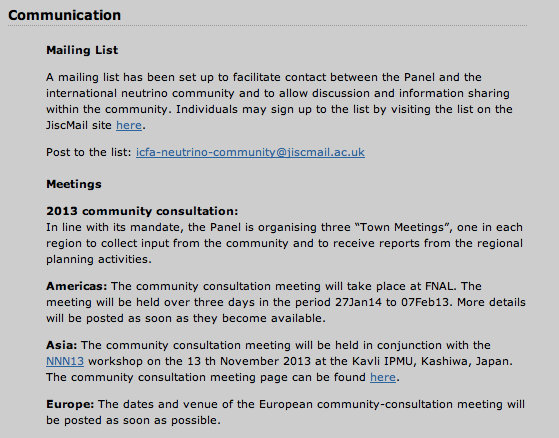 Communication
Mailing List
A mailing list has been set up to facilitate contact between the Panel and the
international neutrino community and to allow discussion and information sharing
within the community. Individuals may sign up to the list by visiting the list on the
JiscMail site here.
Post to the list: icfa-neutrino-community@jiscmail.ac.uk
Meetings
2013 community consultation:
In line with its mandate, the Panel is organising three “Town Meetings”, one in each
region to collect input from the community and to receive reports from the regional
planning activities.
Americas: The community consultation meeting will take place at FNAL. The
meeting will be held over three days in the period 27Jan14 to 07Feb13. More details
will be posted as soon as they become available.
Asia: The community consultation meeting will be held in conjunction with the
NNN13 workshop on the 13 th November 2013 at the Kavli IPMU, Kashiwa, Japan.
The community consultation meeting page can be found here.
Europe: The dates and venue of the European community-consultation meeting will
be posted as soon as possible.